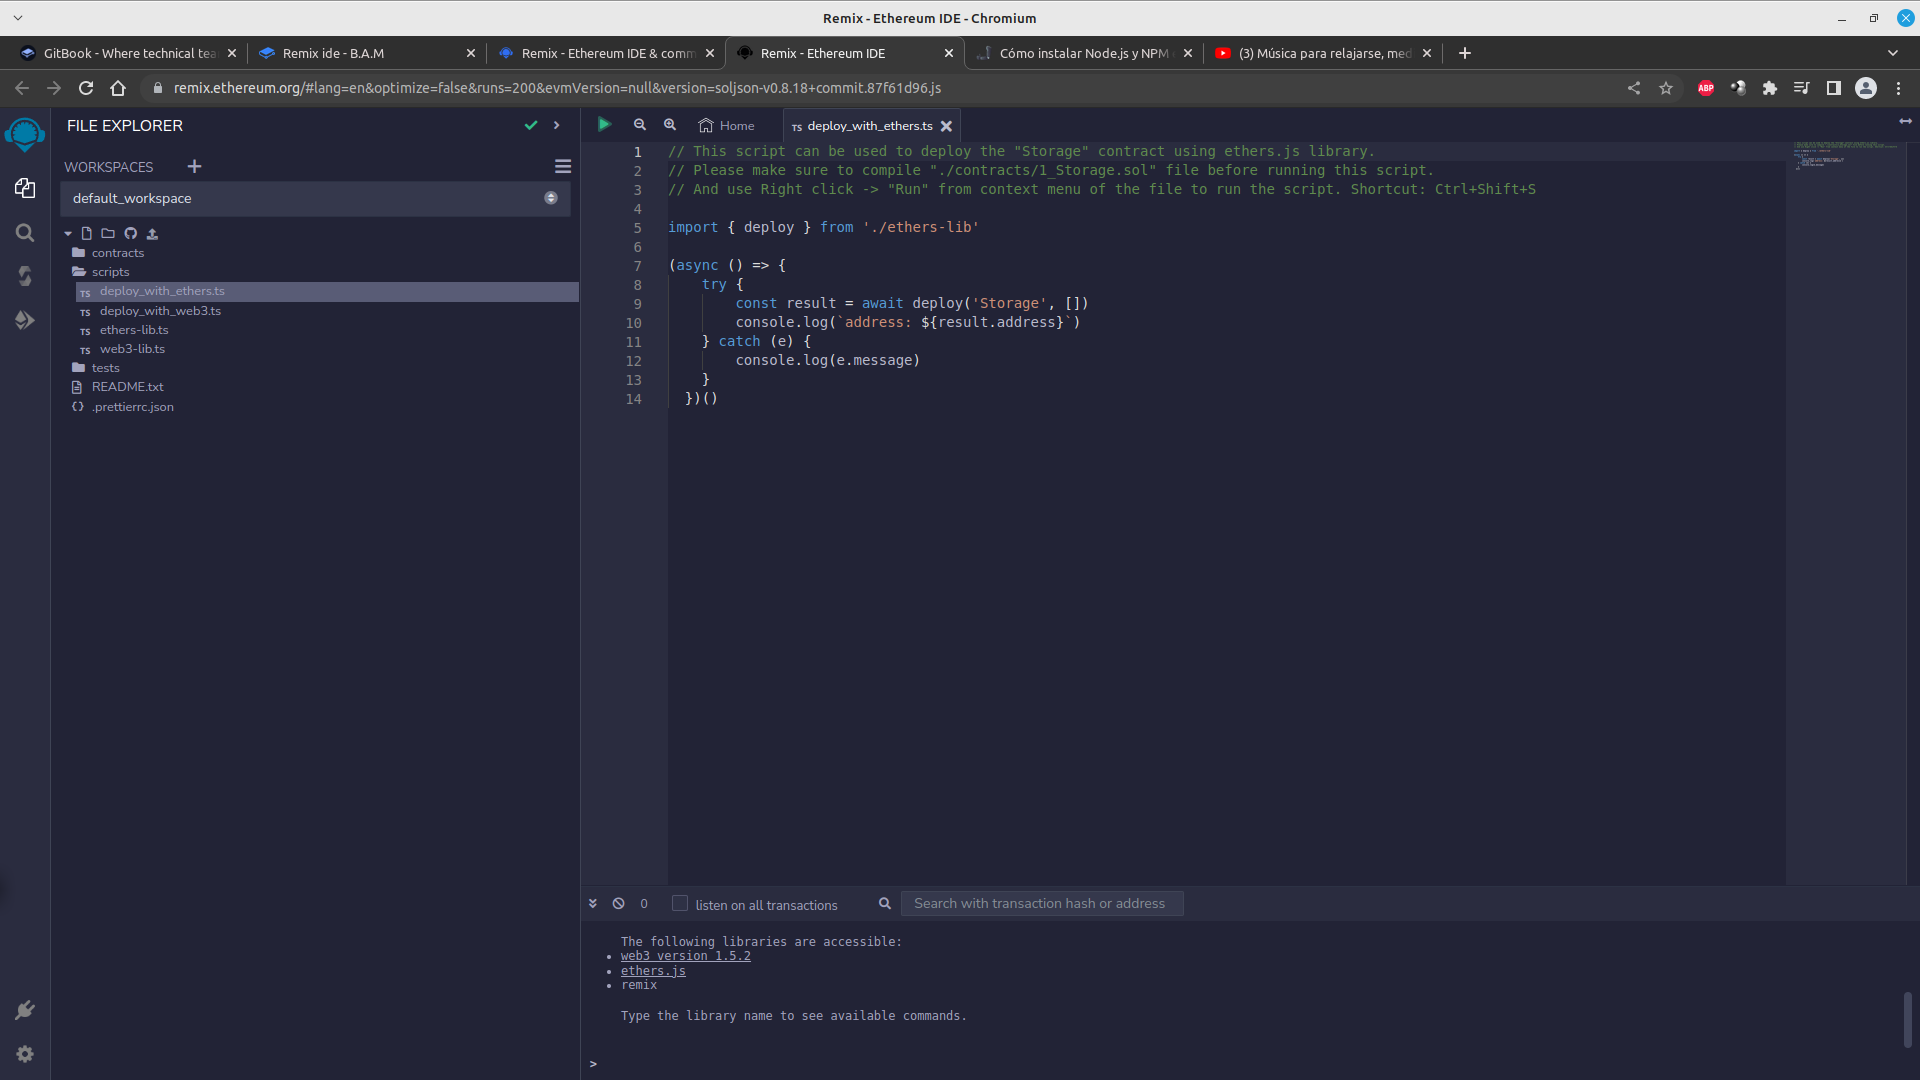 Remix - Ethereum IDE - Chromium
GitBook - Where technical tea
Remix ide - B.A.M
Remix - Ethereum IDE & comm
Remix - Ethereum IDE
Cómo instalar Node.js y NPM
(3) Música para relajarse, med
remix.ethereum.org/#lang=en&optimize=false&runs=200&evmVersion=null&version=soljson-v0.8.18+commit.87f61d96.js
ABP
FILE EXPLORER
WORKSPACES
default_workspace
contracts
scripts
TS deploy_with_ethers.ts
TS deploy_with_web3.ts
TS ethers-lib.ts
TS web3-lib.ts
tests
README.txt
{} .prettierrc.json
Home
TS deploy_with_ethers.ts
1 // This script can be used to deploy the "Storage" contract using ethers.js library.
2 // Please make sure to compile "./contracts/1_Storage.sol" file before running this script.
3 // And use Right click -> "Run" from context menu of the file to run the script. Shortcut: Ctrl+Shift+S
4
5 import { deploy } from './ethers-lib'
6
7 (async () => {
8 try {
9 const result = await deploy('Storage', [])
10 console.log(`address: ${result.address}`)
11 } catch (e) {
12 console.log(e.message)
13 }
14 })()
0
listen on all transactions
Search with transaction hash or address
The following libraries are accessible:
• web3 version 1.5.2
• ethers.js
• remix
Type the library name to see available commands.
>